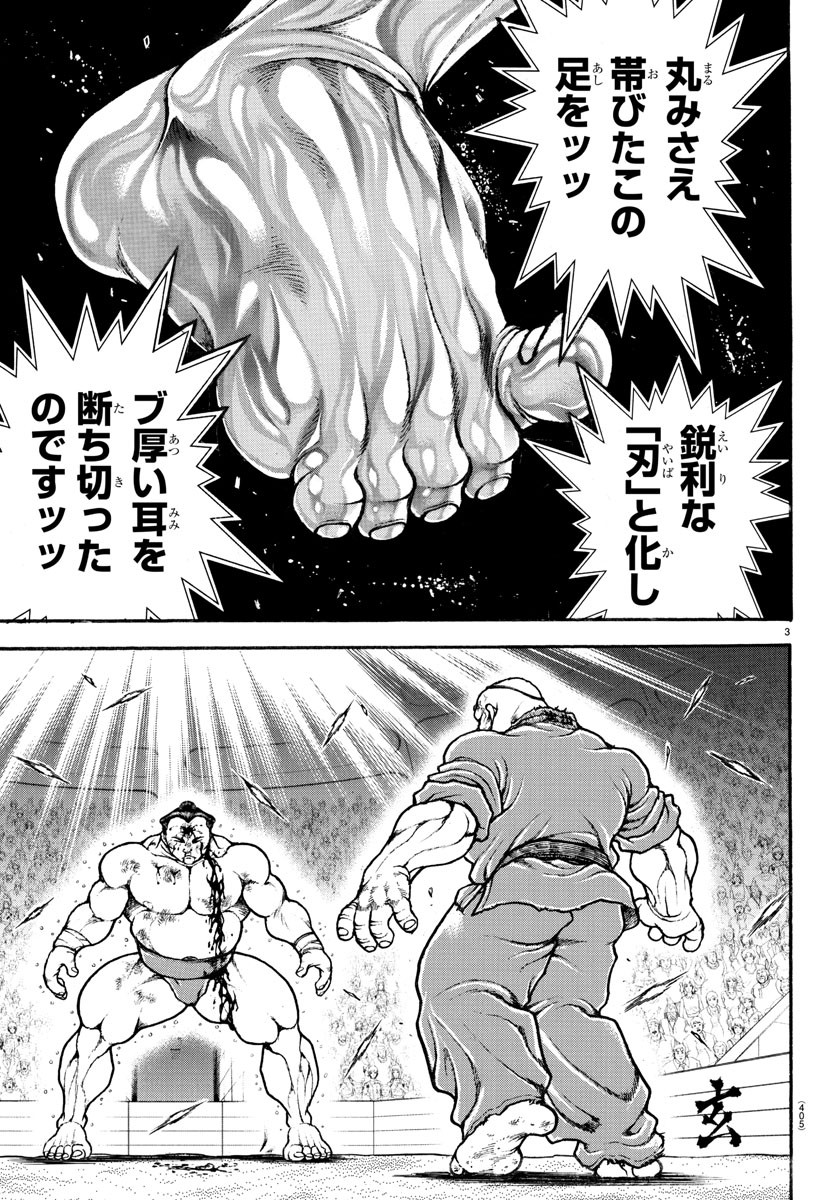 丸みさえ
帯びたこの
足をッッ
鋭利な
「刃」と化し
ブ厚い耳を
断ち切った
のですッッ
3
玄
(405)